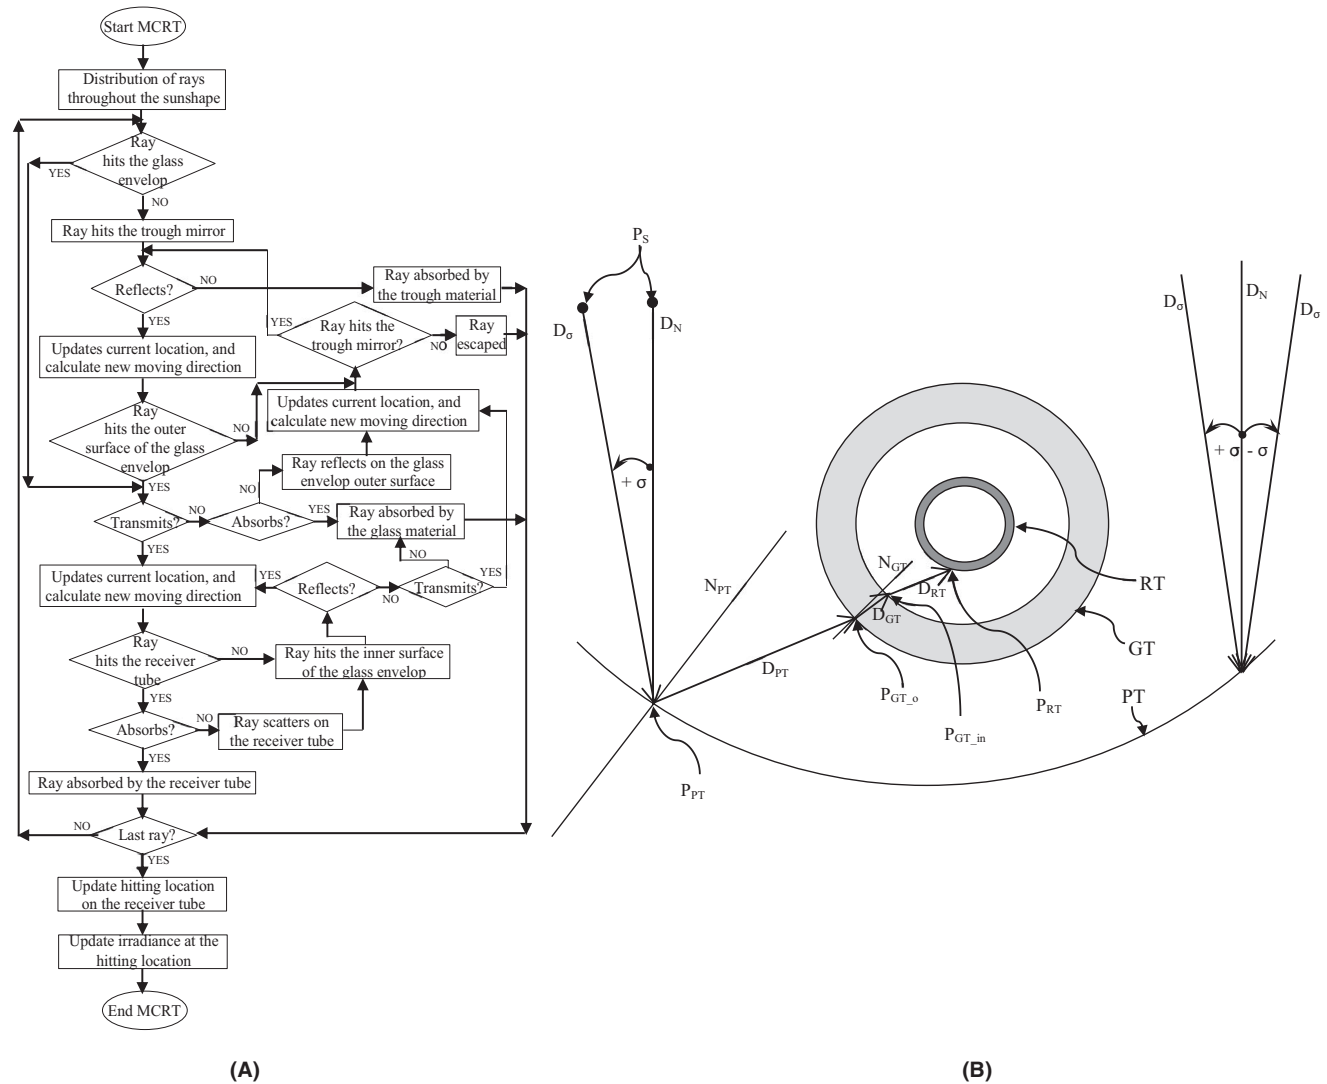 Start MCRT
Distribution of rays
throughout the sunshape
Ray
hits the glass
envelop
YES
NO
Ray hits the trough mirror
Reflects?
NO
Ray absorbed by
the trough material
YES
YES
Ray hits the
trough mirror?
NO
Ray
escaped
Updates current location, and
calculate new moving direction
Ray
hits the outer
surface of the glass
envelop
NO
Updates current location, and
calculate new moving direction
Ray reflects on the glass
envelop outer surface
YES
NO
Transmits?
NO
Absorbs?
YES
Ray absorbed by
the glass material
YES
NO
Updates current location, and
calculate new moving direction
YES
Reflects?
NO
Transmits?
YES
Ray
hits the receiver
tube
NO
Ray hits the inner surface
of the glass envelop
YES
Absorbs?
NO
Ray scatters on
the receiver tube
YES
Ray absorbed by the receiver tube
NO
Last ray?
YES
Update hitting location
on the receiver tube
Update irradiance at the
hitting location
End MCRT
(A)
P_S
D_σ
D_N
+ σ
N_PT
D_PT
P_PT
N_GT
D_RT
D_GT
P_GT_o
P_GT_in
P_RT
RT
GT
PT
D_σ
D_N
D_σ
+ σ
- σ
(B)